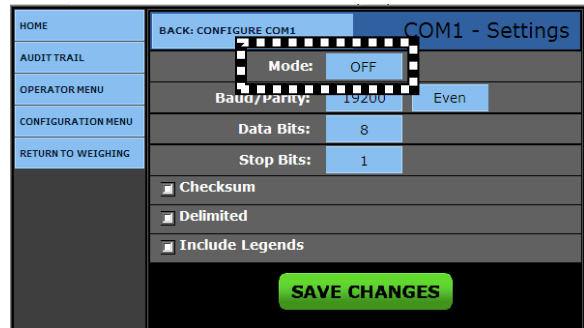 HOME
AUDIT TRAIL
OPERATOR MENU
CONFIGURATION MENU
RETURN TO WEIGHING
BACK: CONFIGURE COM1
COM1 - Settings
Mode: OFF
Baud/Parity: 19200 Even
Data Bits: 8
Stop Bits: 1
Checksum
Delimited
Include Legends
SAVE CHANGES